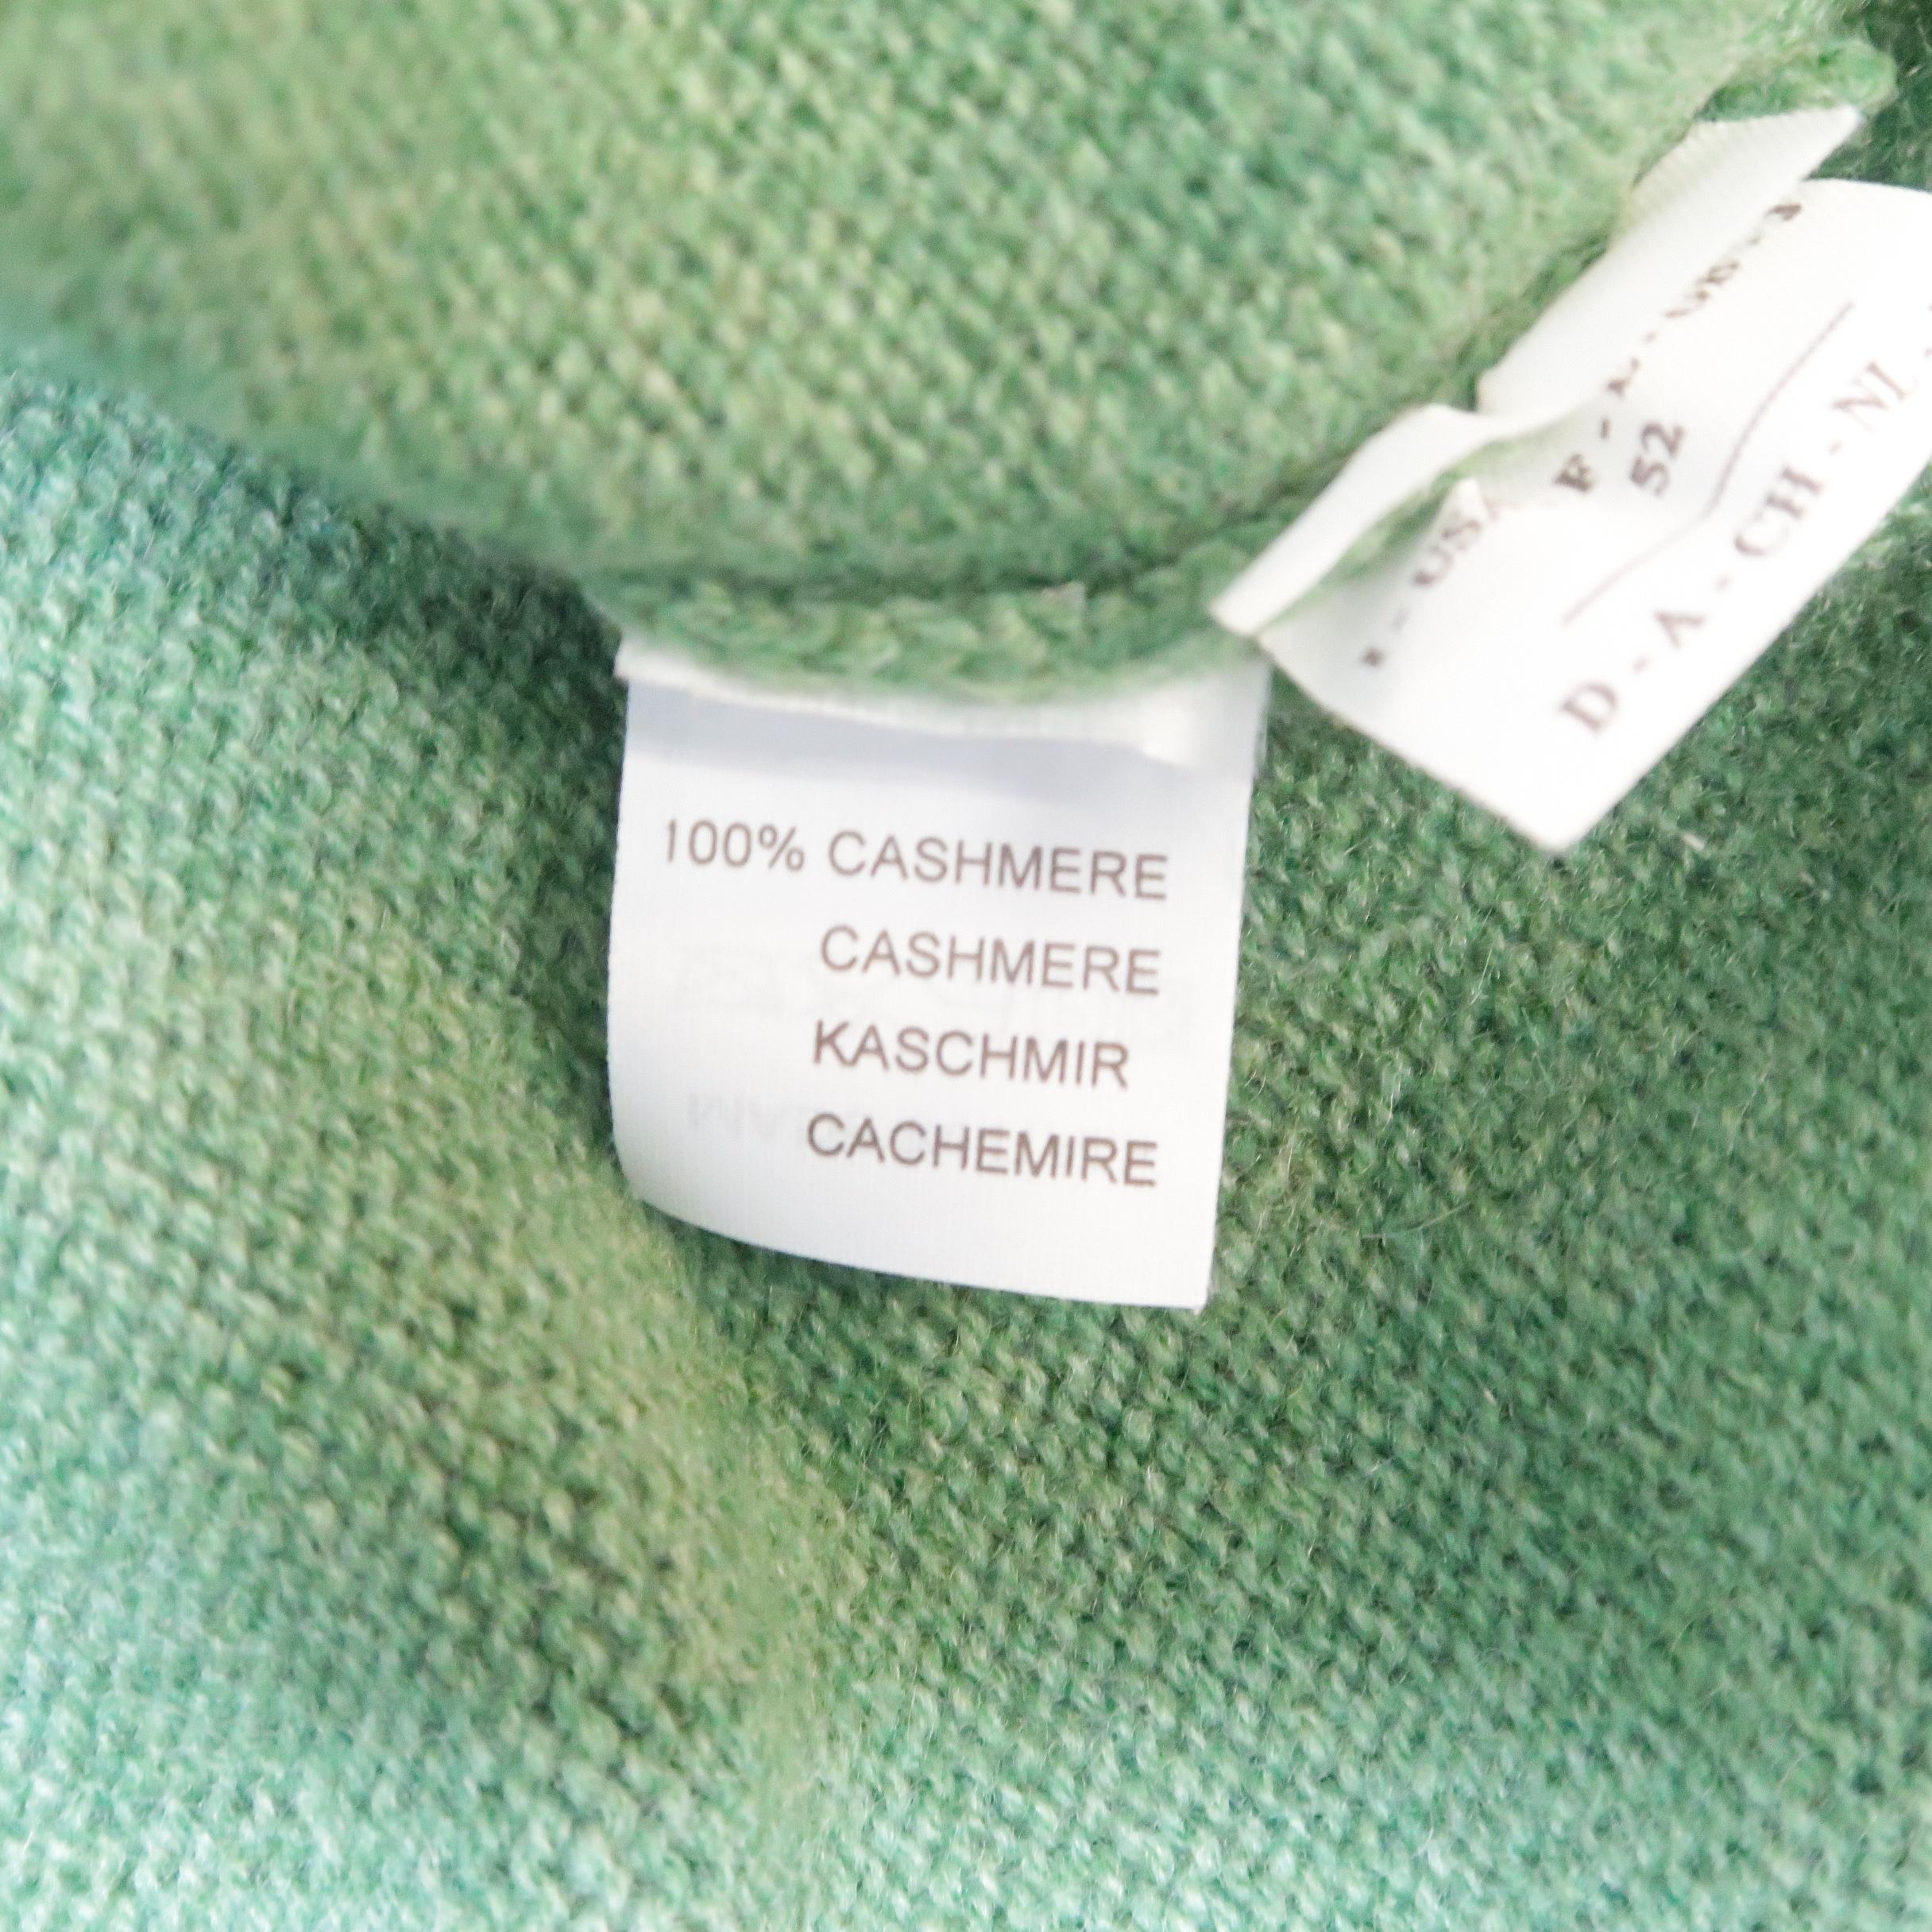 100% CASHMERE
CASHMERE
KASCHMIR
CACHEMIRE
52
D - A - CH - NL